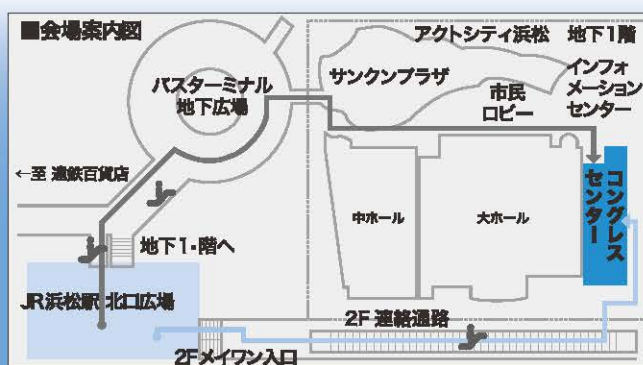 ■会場案内図
アクトシティ浜松 地下1階
バスターミナル
地下広場
サンクンプラザ
市民
ロビー
インフォ
メーション
センター
←至 遠鉄百貨店
中ホール
大ホール
コングレス
センター
地下1・階へ
JR浜松駅 北口広場
2F 連絡通路
2Fメイワン入口